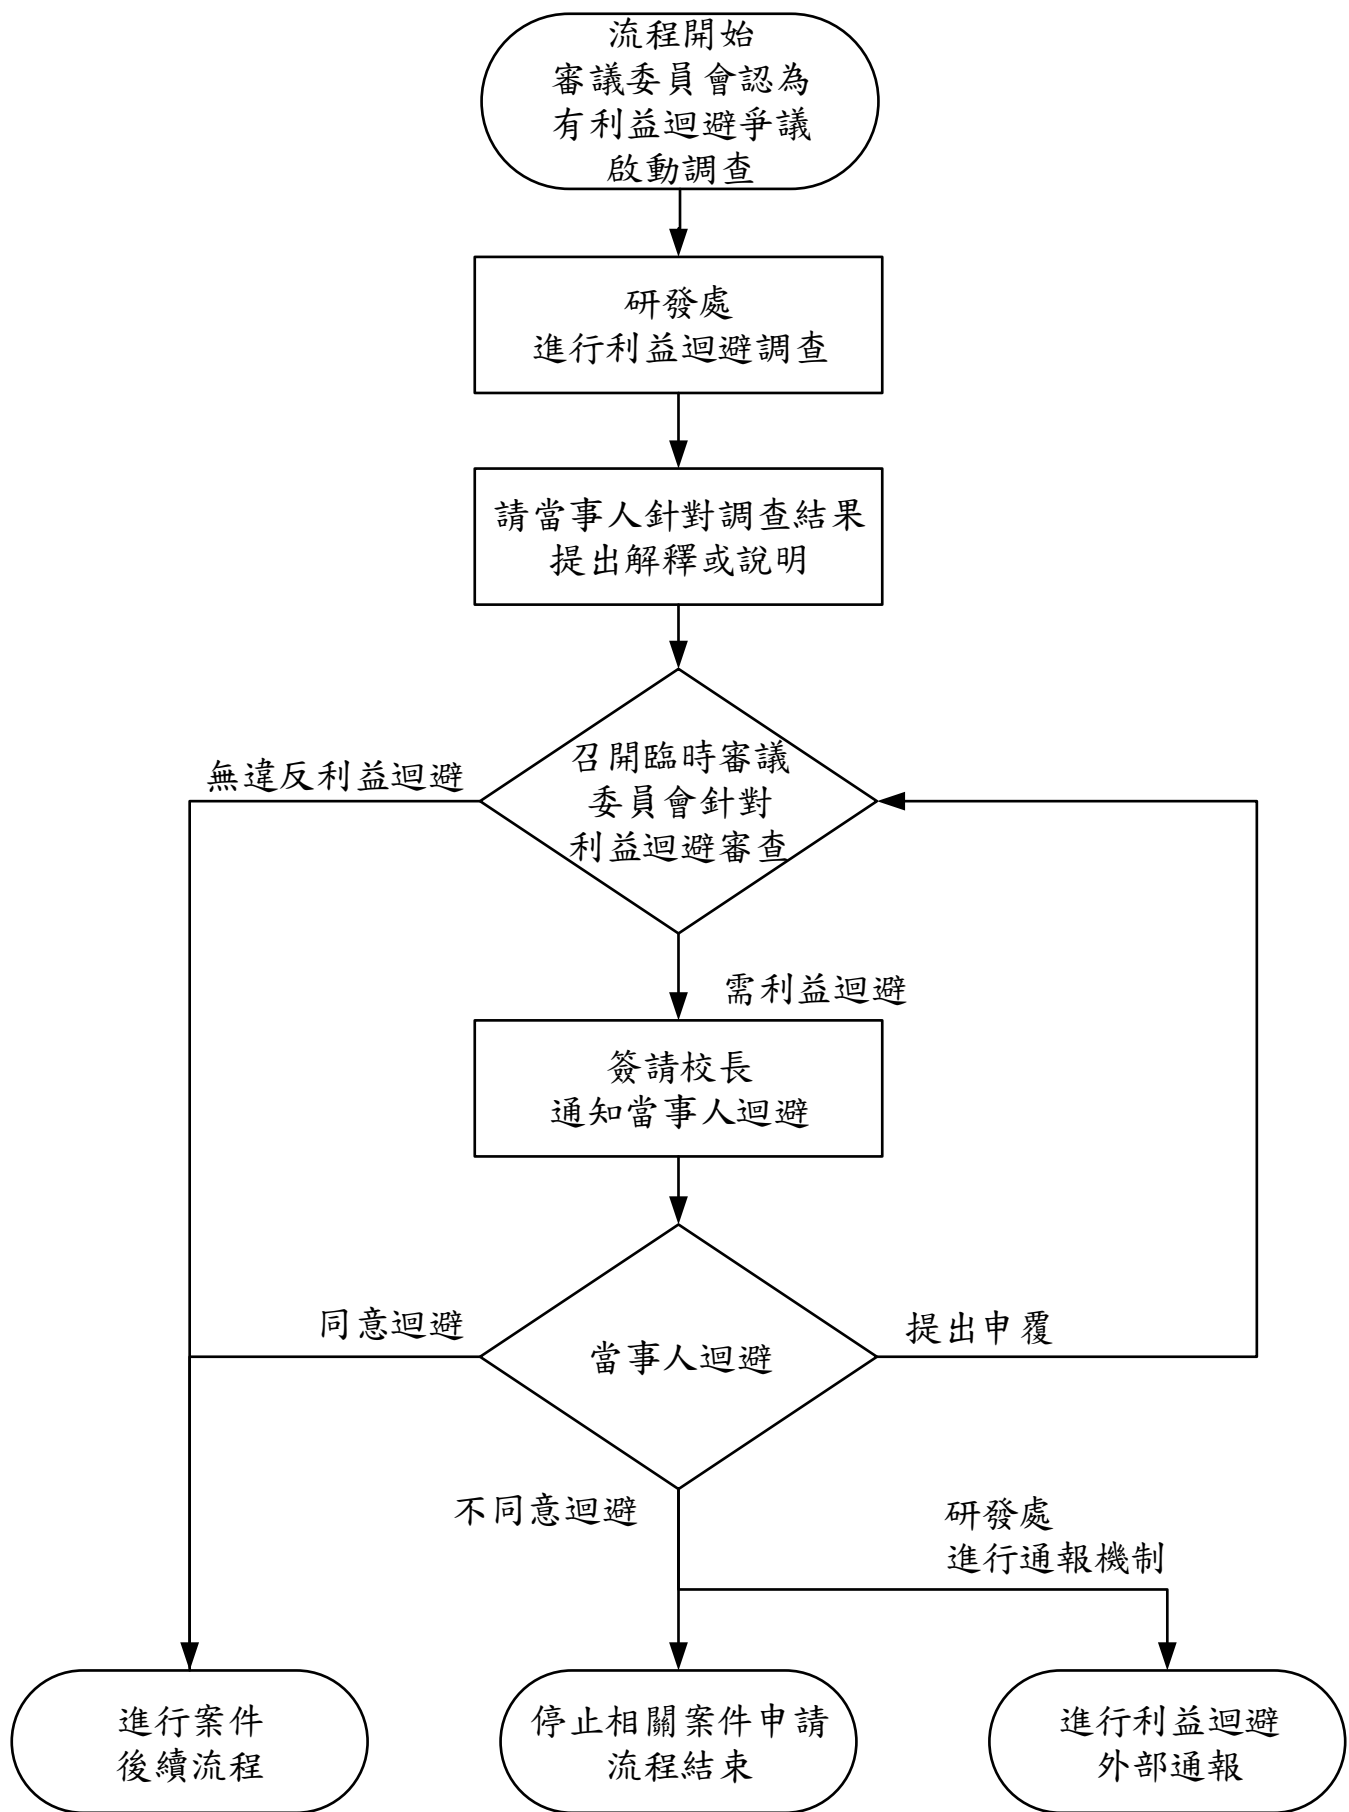 流程開始
審議委員會認為
有利益迴避爭議
啟動調查
研發處
進行利益迴避調查
請當事人針對調查結果
提出解釋或說明
無違反利益迴避
召開臨時審議
委員會針對
利益迴避審查
需利益迴避
簽請校長
通知當事人迴避
同意迴避
當事人迴避
提出申覆
不同意迴避
研發處
進行通報機制
進行案件
後續流程
停止相關案件申請
流程結束
進行利益迴避
外部通報